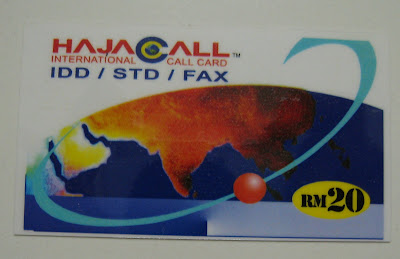 HAJACALL™
INTERNATIONAL CALL CARD
IDD / STD / FAX
RM20